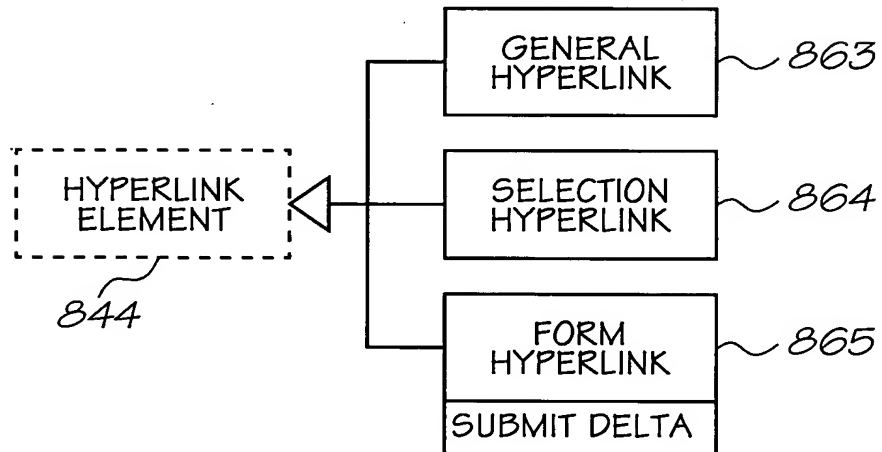 GENERAL
HYPERLINK
863
HYPERLINK
ELEMENT
844
SELECTION
HYPERLINK
864
FORM
HYPERLINK
865
SUBMIT DELTA